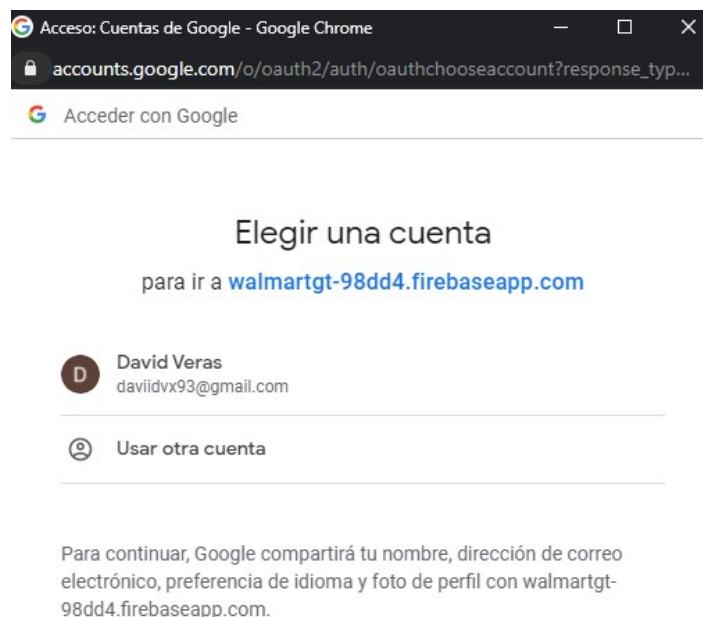 Acceso: Cuentas de Google - Google Chrome
accounts.google.com/o/oauth2/auth/oauthchooseaccount?response_typ...
Acceder con Google
Elegir una cuenta
para ir a walmartgt-98dd4.firebaseapp.com
D
David Veras
daviidvx93@gmail.com
Usar otra cuenta
Para continuar, Google compartirá tu nombre, dirección de correo
electrónico, preferencia de idioma y foto de perfil con walmartgt-
98dd4.firebaseapp.com.